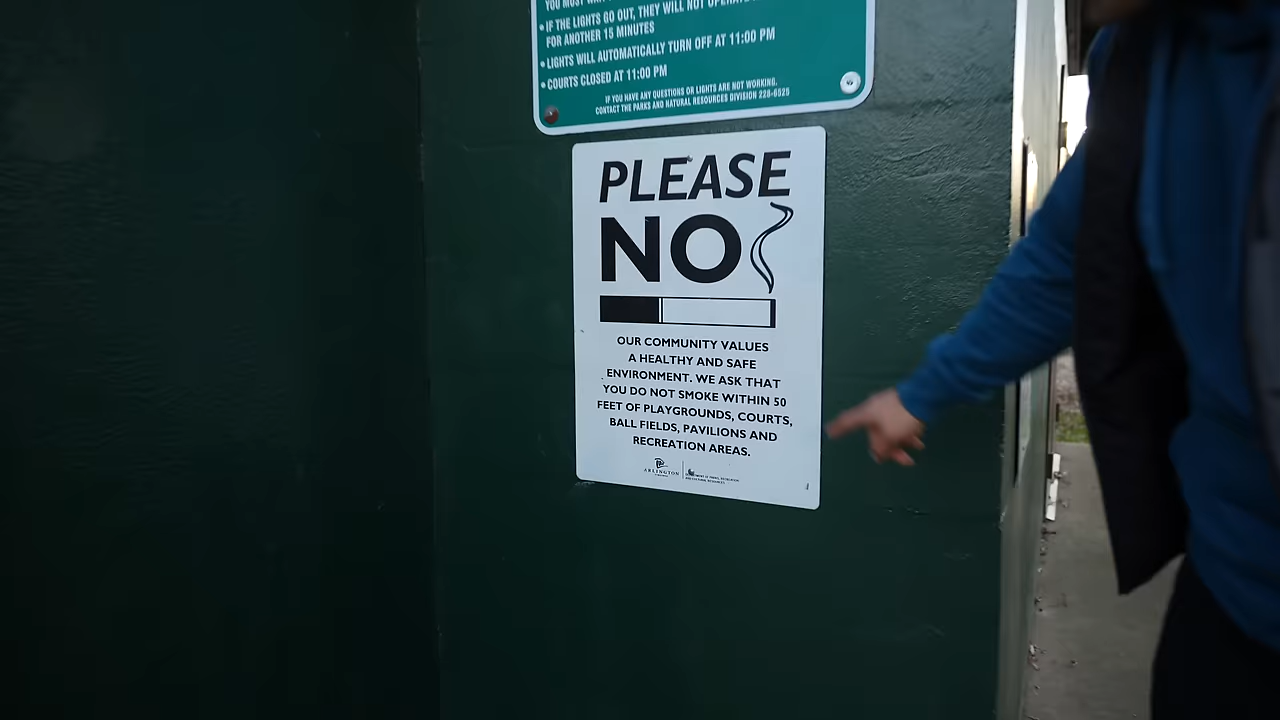 YOU MUST WAIT
• IF THE LIGHTS GO OUT, THEY WILL NOT OPERATE
FOR ANOTHER 15 MINUTES
• LIGHTS WILL AUTOMATICALLY TURN OFF AT 11:00 PM
• COURTS CLOSED AT 11:00 PM
IF YOU HAVE ANY QUESTIONS OR LIGHTS ARE NOT WORKING.
CONTACT THE PARKS AND NATURAL RESOURCES DIVISION 228-6525
PLEASE
NO
OUR COMMUNITY VALUES
A HEALTHY AND SAFE
ENVIRONMENT. WE ASK THAT
YOU DO NOT SMOKE WITHIN 50
FEET OF PLAYGROUNDS, COURTS,
BALL FIELDS, PAVILIONS AND
RECREATION AREAS.
ARLINGTON